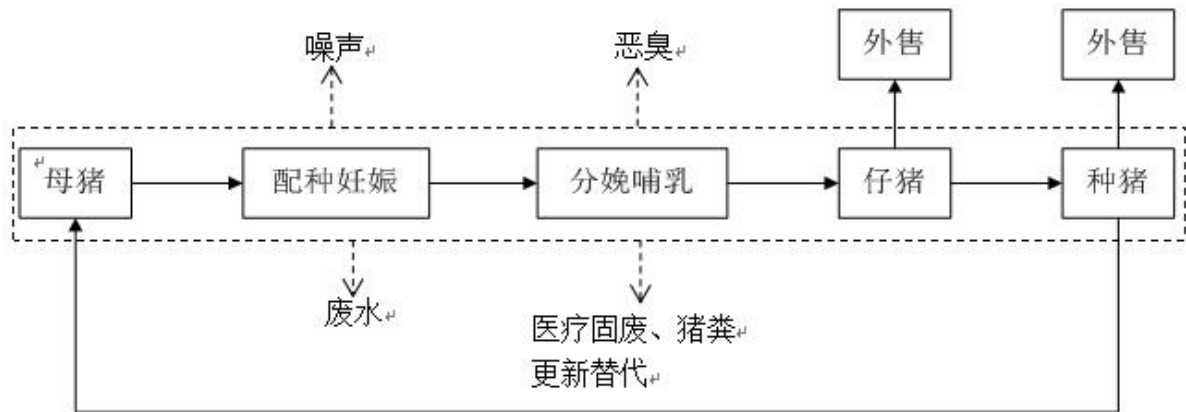 噪声
恶臭
外售
外售
母猪
配种妊娠
分娩哺乳
仔猪
种猪
废水
医疗固废、猪粪
更新替代